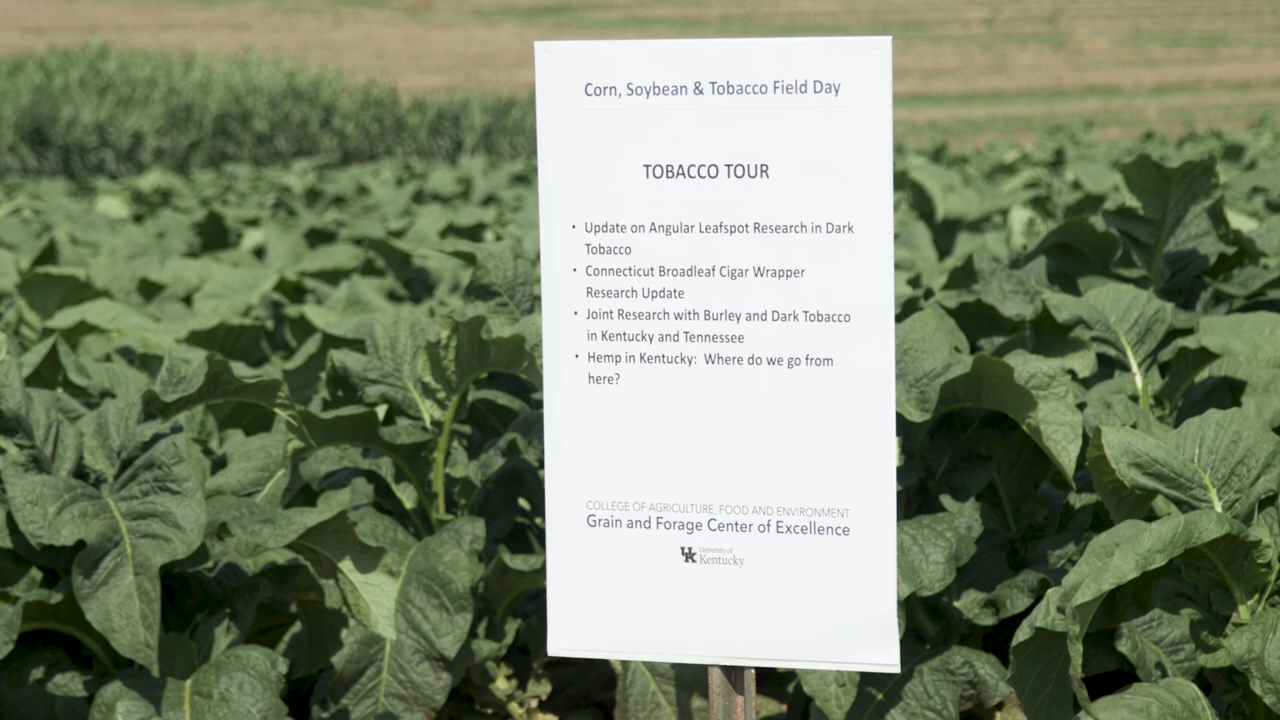 Corn, Soybean & Tobacco Field Day
TOBACCO TOUR
• Update on Angular Leafspot Research in Dark
Tobacco
• Connecticut Broadleaf Cigar Wrapper
Research Update
• Joint Research with Burley and Dark Tobacco
in Kentucky and Tennessee
• Hemp in Kentucky: Where do we go from
here?
COLLEGE OF AGRICULTURE, FOOD AND ENVIRONMENT
Grain and Forage Center of Excellence
UK University of
Kentucky